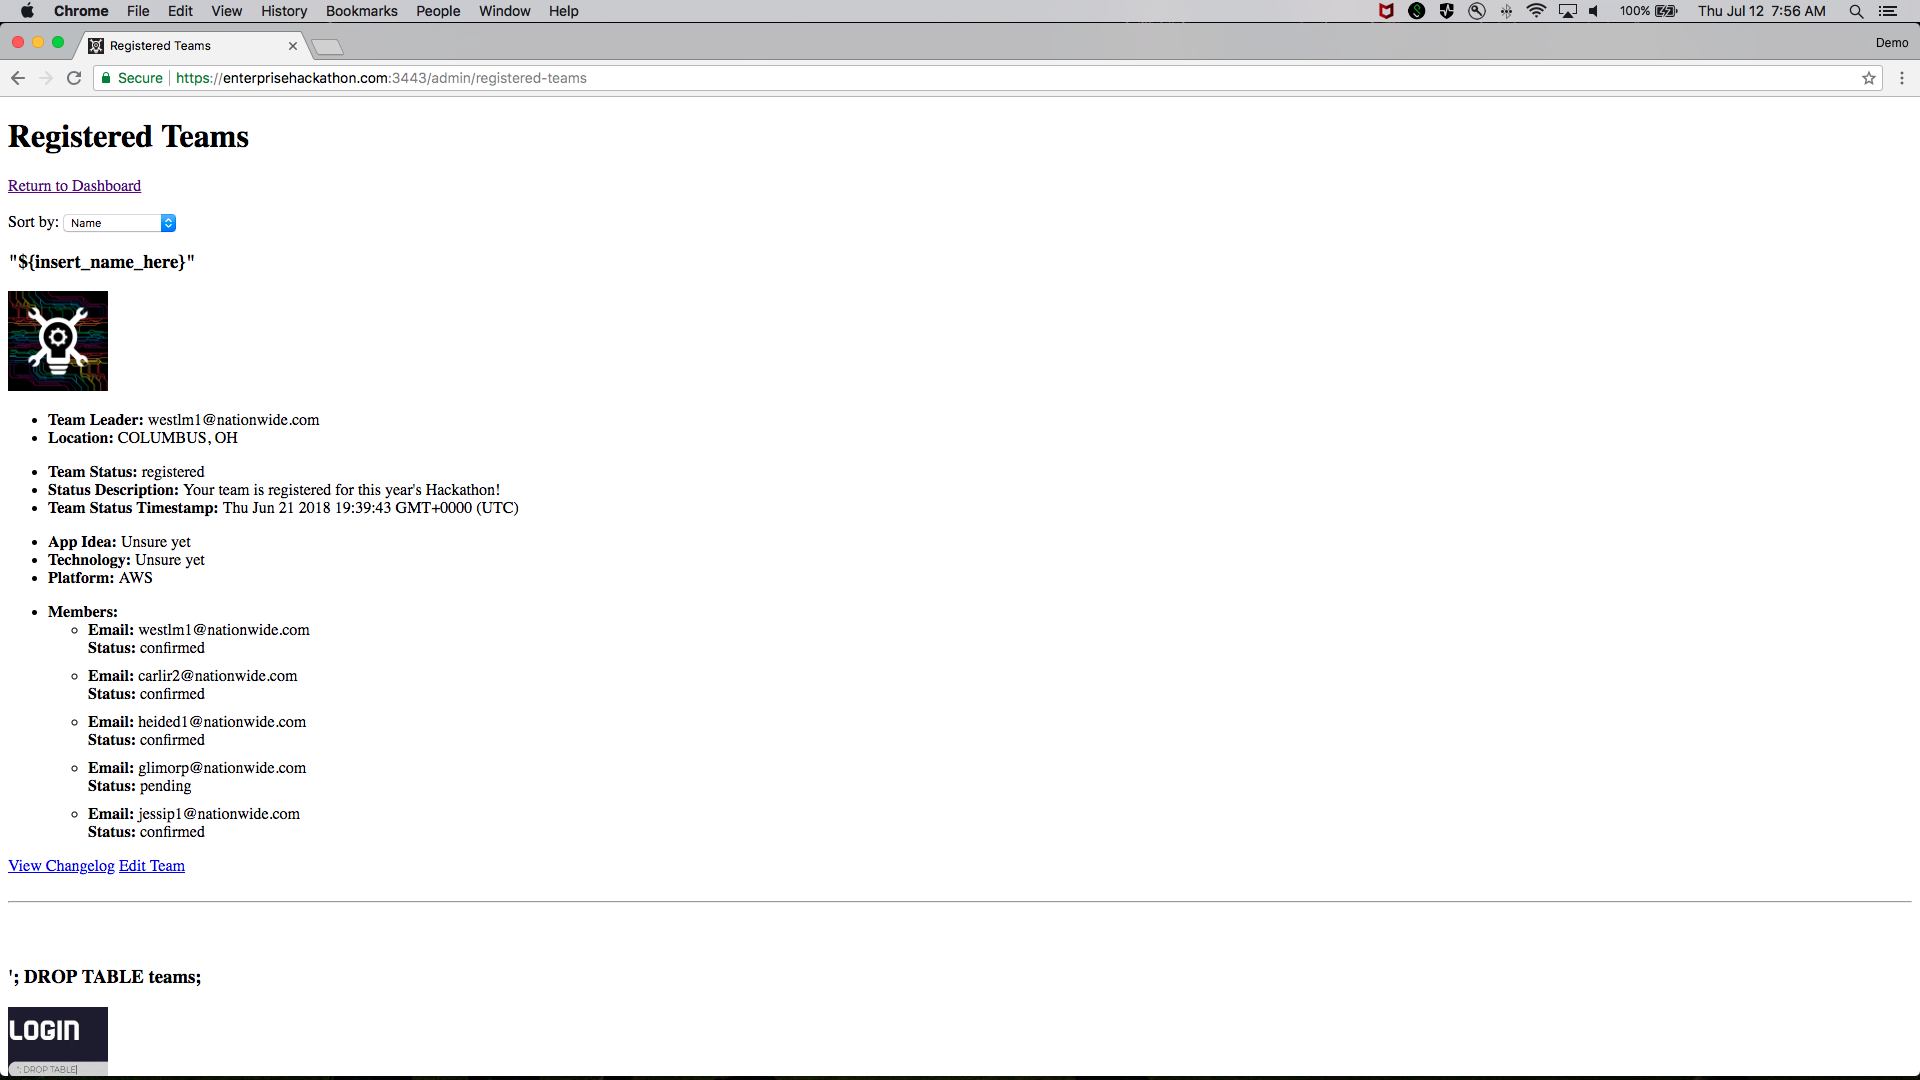 Chrome File Edit View History Bookmarks People Window Help 100% Thu Jul 12 7:56 AM
Registered Teams Demo
Secure https://enterprisehackathon.com:3443/admin/registered-teams
Registered Teams
Return to Dashboard
Sort by: Name
"${insert_name_here}"
Team Leader: westlm1@nationwide.com
Location: COLUMBUS, OH
Team Status: registered
Status Description: Your team is registered for this year's Hackathon!
Team Status Timestamp: Thu Jun 21 2018 19:39:43 GMT+0000 (UTC)
App Idea: Unsure yet
Technology: Unsure yet
Platform: AWS
Members:
Email: westlm1@nationwide.com
Status: confirmed
Email: carlir2@nationwide.com
Status: confirmed
Email: heided1@nationwide.com
Status: confirmed
Email: glimorp@nationwide.com
Status: pending
Email: jessip1@nationwide.com
Status: confirmed
View Changelog Edit Team
'; DROP TABLE teams;
LOGIN
'; DROP TABLE